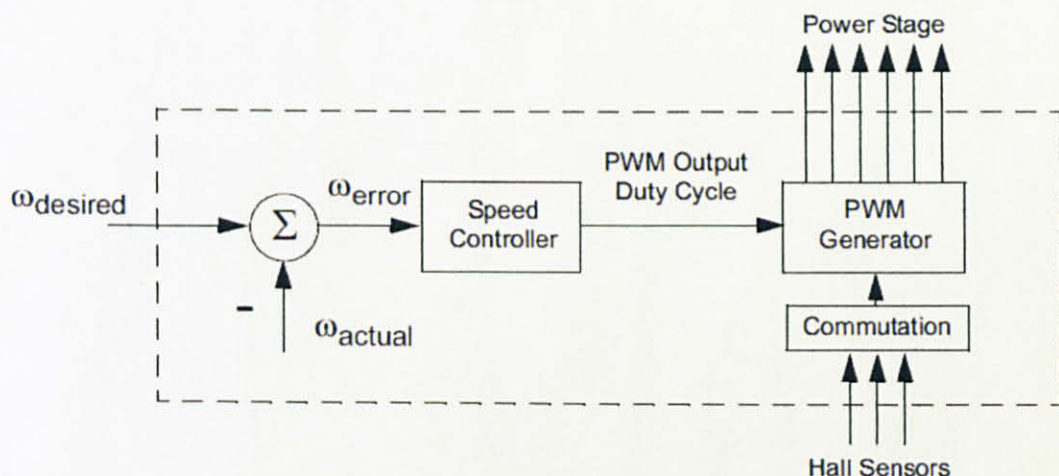 Power Stage
ωdesired
Σ
ωerror
Speed
Controller
PWM Output
Duty Cycle
PWM
Generator
-
ωactual
Commutation
Hall Sensors